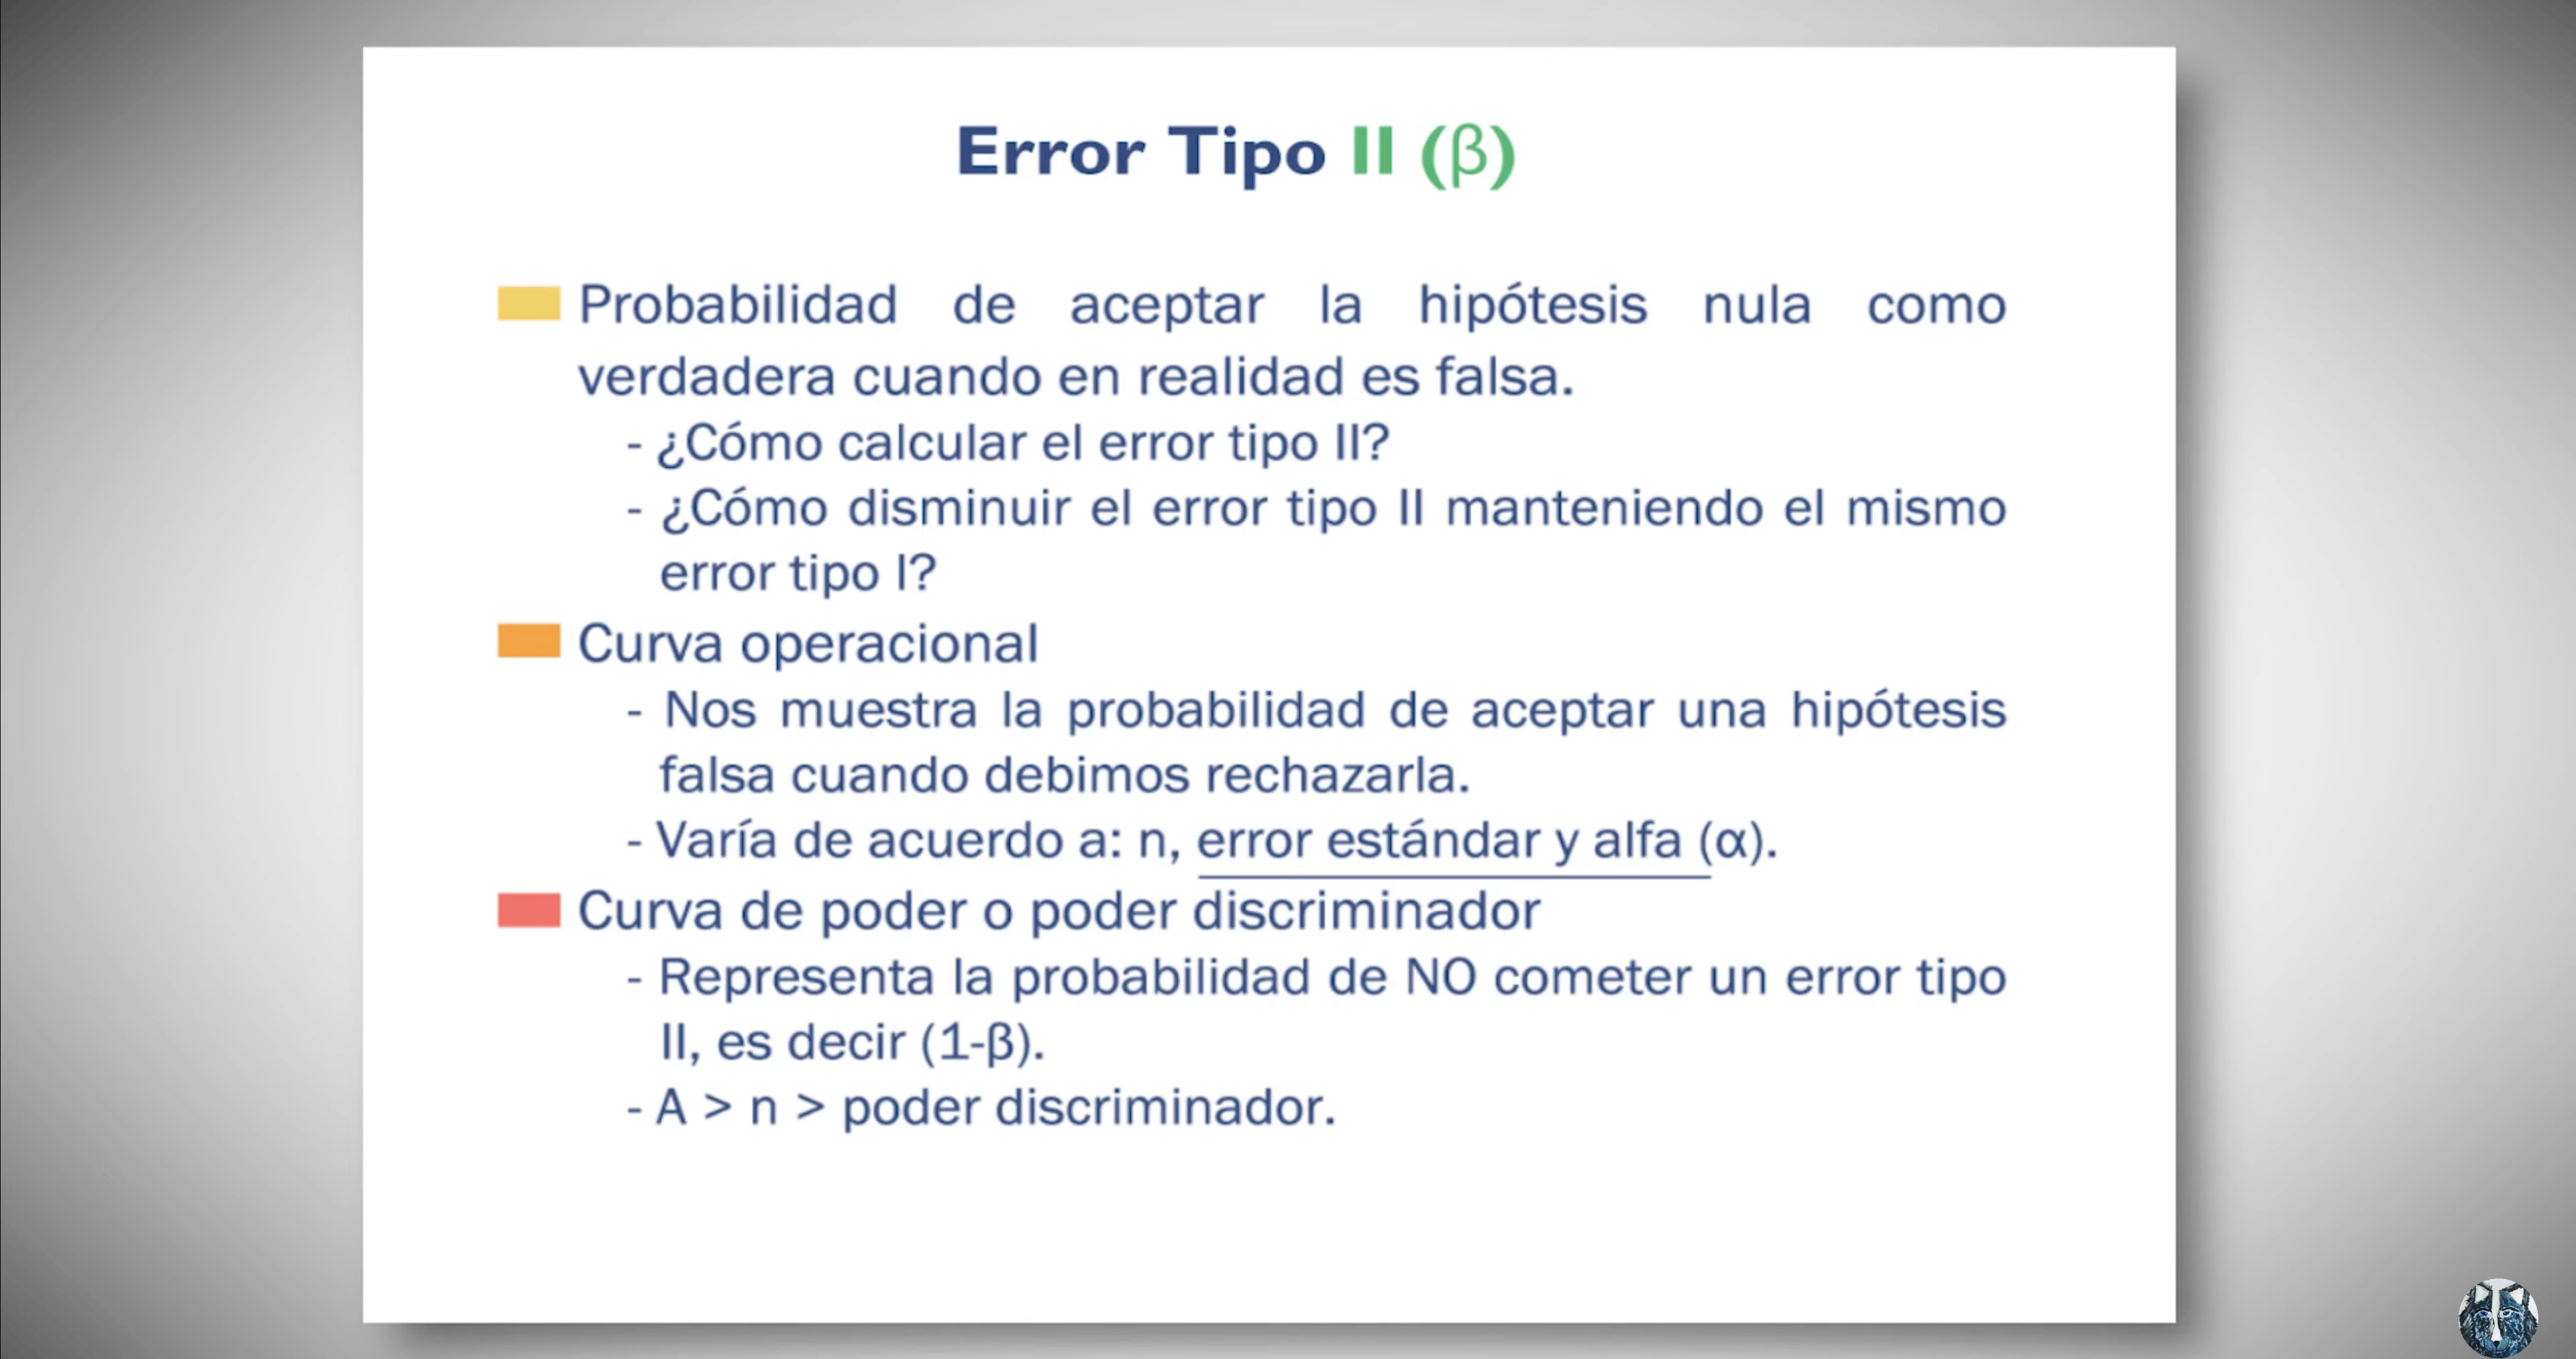 Error Tipo II (β)
Probabilidad de aceptar la hipótesis nula como
verdadera cuando en realidad es falsa.
- ¿Cómo calcular el error tipo II?
- ¿Cómo disminuir el error tipo II manteniendo el mismo
error tipo I?
Curva operacional
- Nos muestra la probabilidad de aceptar una hipótesis
falsa cuando debimos rechazarla.
- Varía de acuerdo a: n, error estándar y alfa (α).
Curva de poder o poder discriminador
- Representa la probabilidad de NO cometer un error tipo
II, es decir (1-β).
- A > n > poder discriminador.